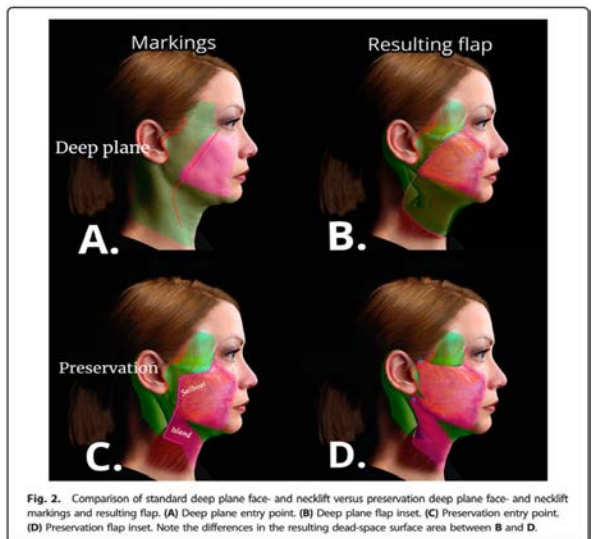 Markings
Resulting flap
Deep plane
A.
B.
Preservation
Sailboat
Island
C.
D.
Fig. 2. Comparison of standard deep plane face- and necklift versus preservation deep plane face- and necklift
markings and resulting flap. (A) Deep plane entry point. (B) Deep plane flap inset. (C) Preservation entry point.
(D) Preservation flap inset. Note the differences in the resulting dead-space surface area between B and D.